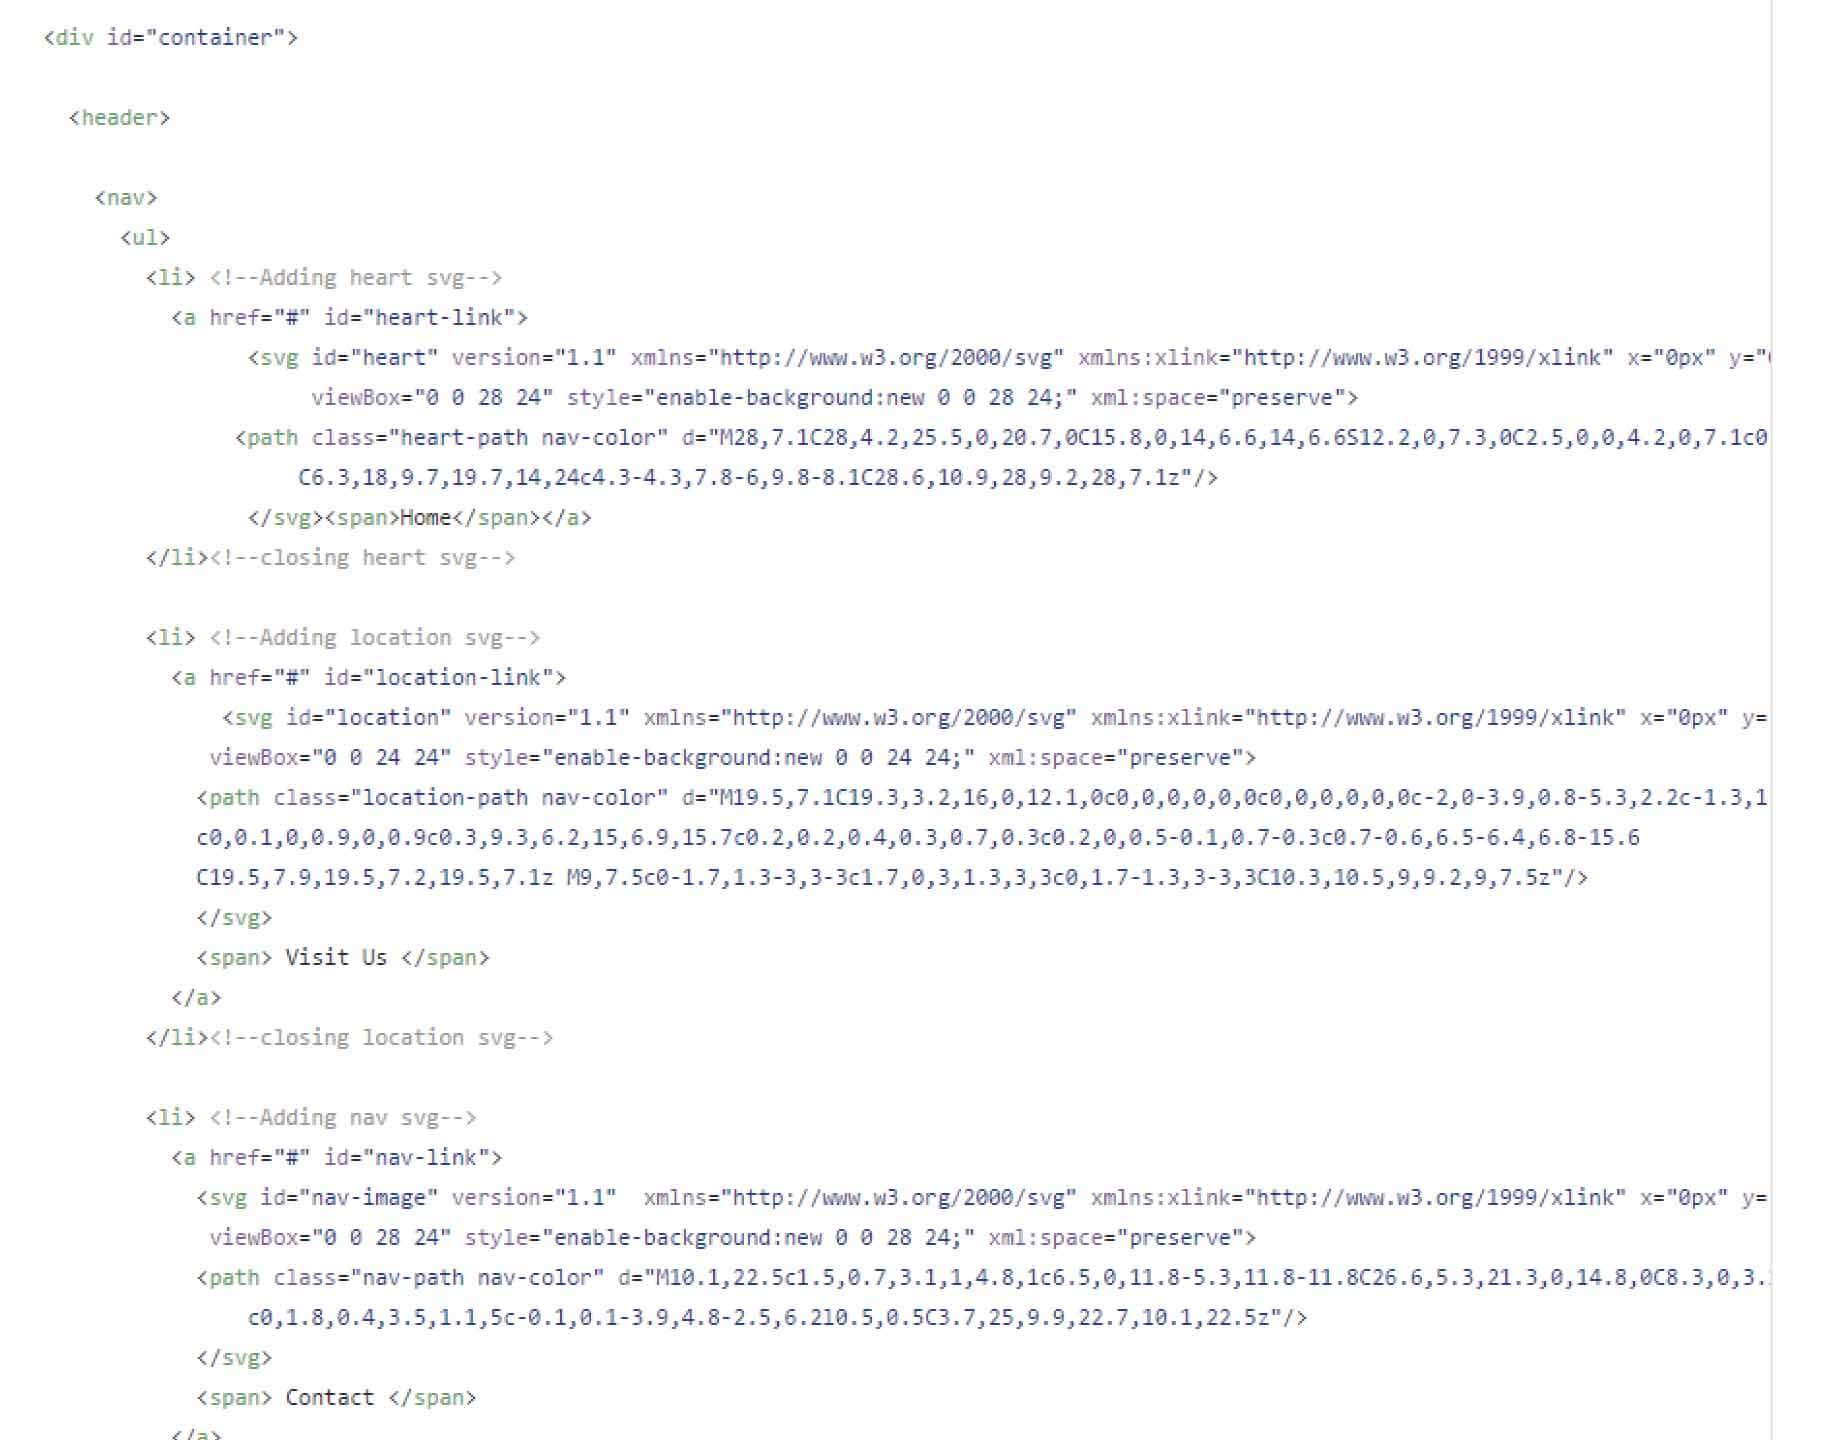 <div id="container">
<header>
<nav>
<ul>
<li> <!--Adding heart svg-->
<a href="#" id="heart-link">
<svg id="heart" version="1.1" xmlns="http://www.w3.org/2000/svg" xmlns:xlink="http://www.w3.org/1999/xlink" x="0px" y="
viewBox="0 0 28 24" style="enable-background:new 0 0 28 24;" xml:space="preserve">
<path class="heart-path nav-color" d="M28,7.1C28,4.2,25.5,0,20.7,0C15.8,0,14,6.6,14,6.6S12.2,0,7.3,0C2.5,0,0,4.2,0,7.1c0
C6.3,18,9.7,19.7,14,24c4.3-4.3,7.8-6,9.8-8.1C28.6,10.9,28,9.2,28,7.1z"/>
</svg><span>Home</span></a>
</li><!--closing heart svg-->
<li> <!--Adding location svg-->
<a href="#" id="location-link">
<svg id="location" version="1.1" xmlns="http://www.w3.org/2000/svg" xmlns:xlink="http://www.w3.org/1999/xlink" x="0px" y=
viewBox="0 0 24 24" style="enable-background:new 0 0 24 24;" xml:space="preserve">
<path class="location-path nav-color" d="M19.5,7.1C19.3,3.2,16,0,12.1,0c0,0,0,0,0,0c0,0,0,0,0,0c-2,0-3.9,0.8-5.3,2.2c-1.3,1
c0,0.1,0,0.9,0,0.9c0.3,9.3,6.2,15,6.9,15.7c0.2,0.2,0.4,0.3,0.7,0.3c0.2,0,0.5-0.1,0.7-0.3c0.7-0.6,6.5-6.4,6.8-15.6
C19.5,7.9,19.5,7.2,19.5,7.1z M9,7.5c0-1.7,1.3-3,3-3c1.7,0,3,1.3,3,3c0,1.7-1.3,3-3,3C10.3,10.5,9,9.2,9,7.5z"/>
</svg>
<span> Visit Us </span>
</a>
</li><!--closing location svg-->
<li> <!--Adding nav svg-->
<a href="#" id="nav-link">
<svg id="nav-image" version="1.1"  xmlns="http://www.w3.org/2000/svg" xmlns:xlink="http://www.w3.org/1999/xlink" x="0px" y=
viewBox="0 0 28 24" style="enable-background:new 0 0 28 24;" xml:space="preserve">
<path class="nav-path nav-color" d="M10.1,22.5c1.5,0.7,3.1,1,4.8,1c6.5,0,11.8-5.3,11.8-11.8C26.6,5.3,21.3,0,14.8,0C8.3,0,3.
c0,1.8,0.4,3.5,1.1,5c-0.1,0.1-3.9,4.8-2.5,6.2l0.5,0.5C3.7,25,9.9,22.7,10.1,22.5z"/>
</svg>
<span> Contact </span>
</a>